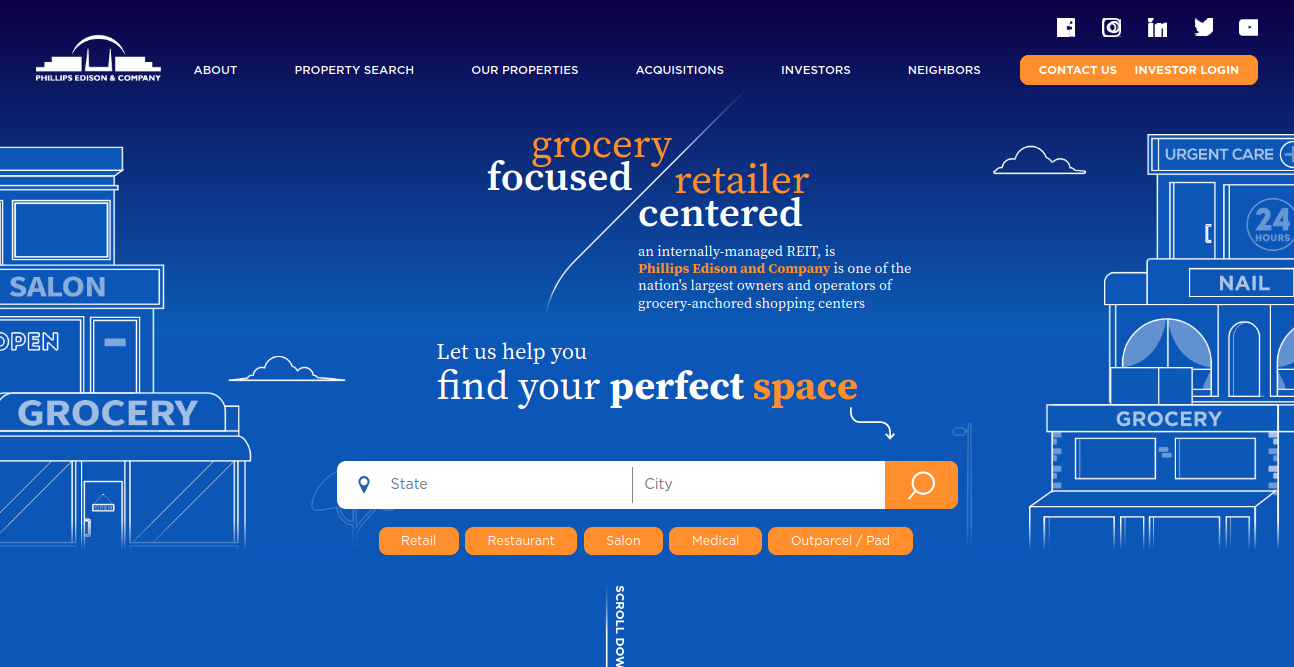 PHILLIPS EDISON & COMPANY
ABOUT
PROPERTY SEARCH
OUR PROPERTIES
ACQUISITIONS
INVESTORS
NEIGHBORS
CONTACT US
INVESTOR LOGIN
grocery
focused
retailer
centered
an internally-managed REIT, is
Phillips Edison and Company is one of the
nation's largest owners and operators of
grocery-anchored shopping centers
Let us help you
find your perfect space
State
City
Retail
Restaurant
Salon
Medical
Outparcel / Pad
SCROLL DOW
SALON
OPEN
GROCERY
OPEN
URGENT CARE
24
HOURS
NAIL
GROCERY